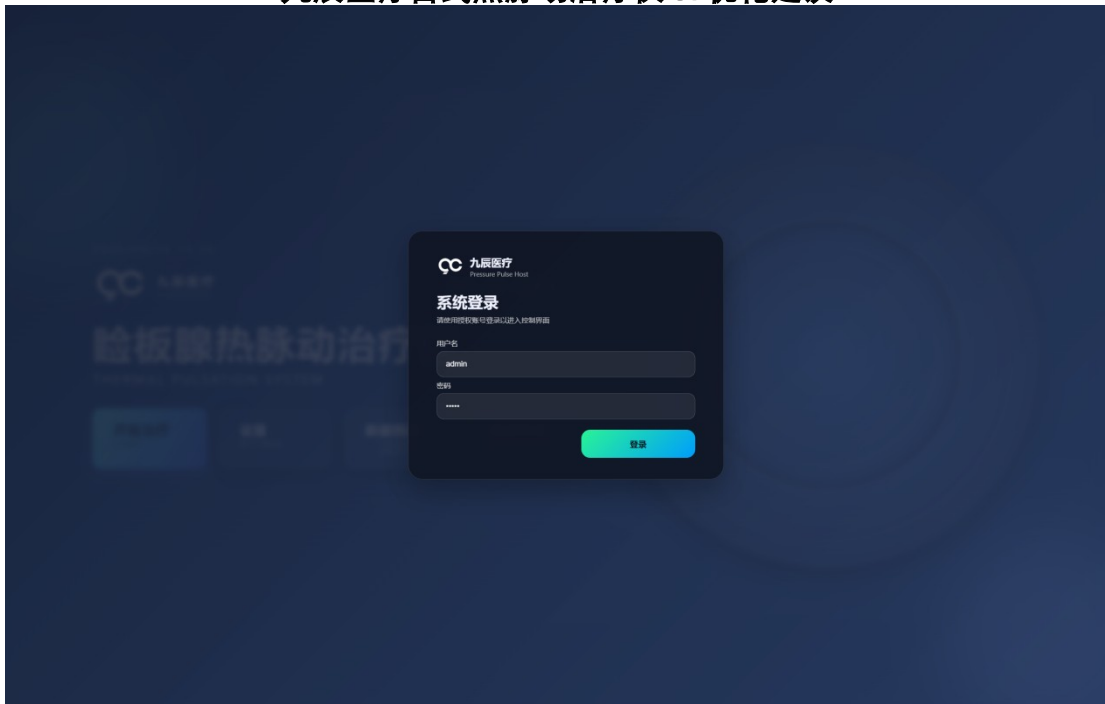 九辰医疗
Pressure Pulse Host
系统登录
请使用授权账号登录以进入控制界面
用户名
admin
密码
•••••
登录
睑板腺热脉动治疗